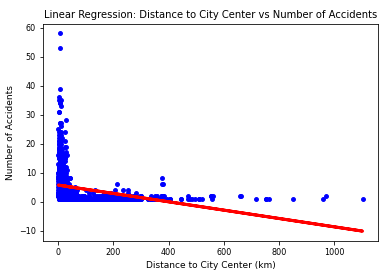 Linear Regression: Distance to City Center vs Number of Accidents
Number of Accidents
60
50
40
30
20
10
0
−10
0 200 400 600 800 1000
Distance to City Center (km)